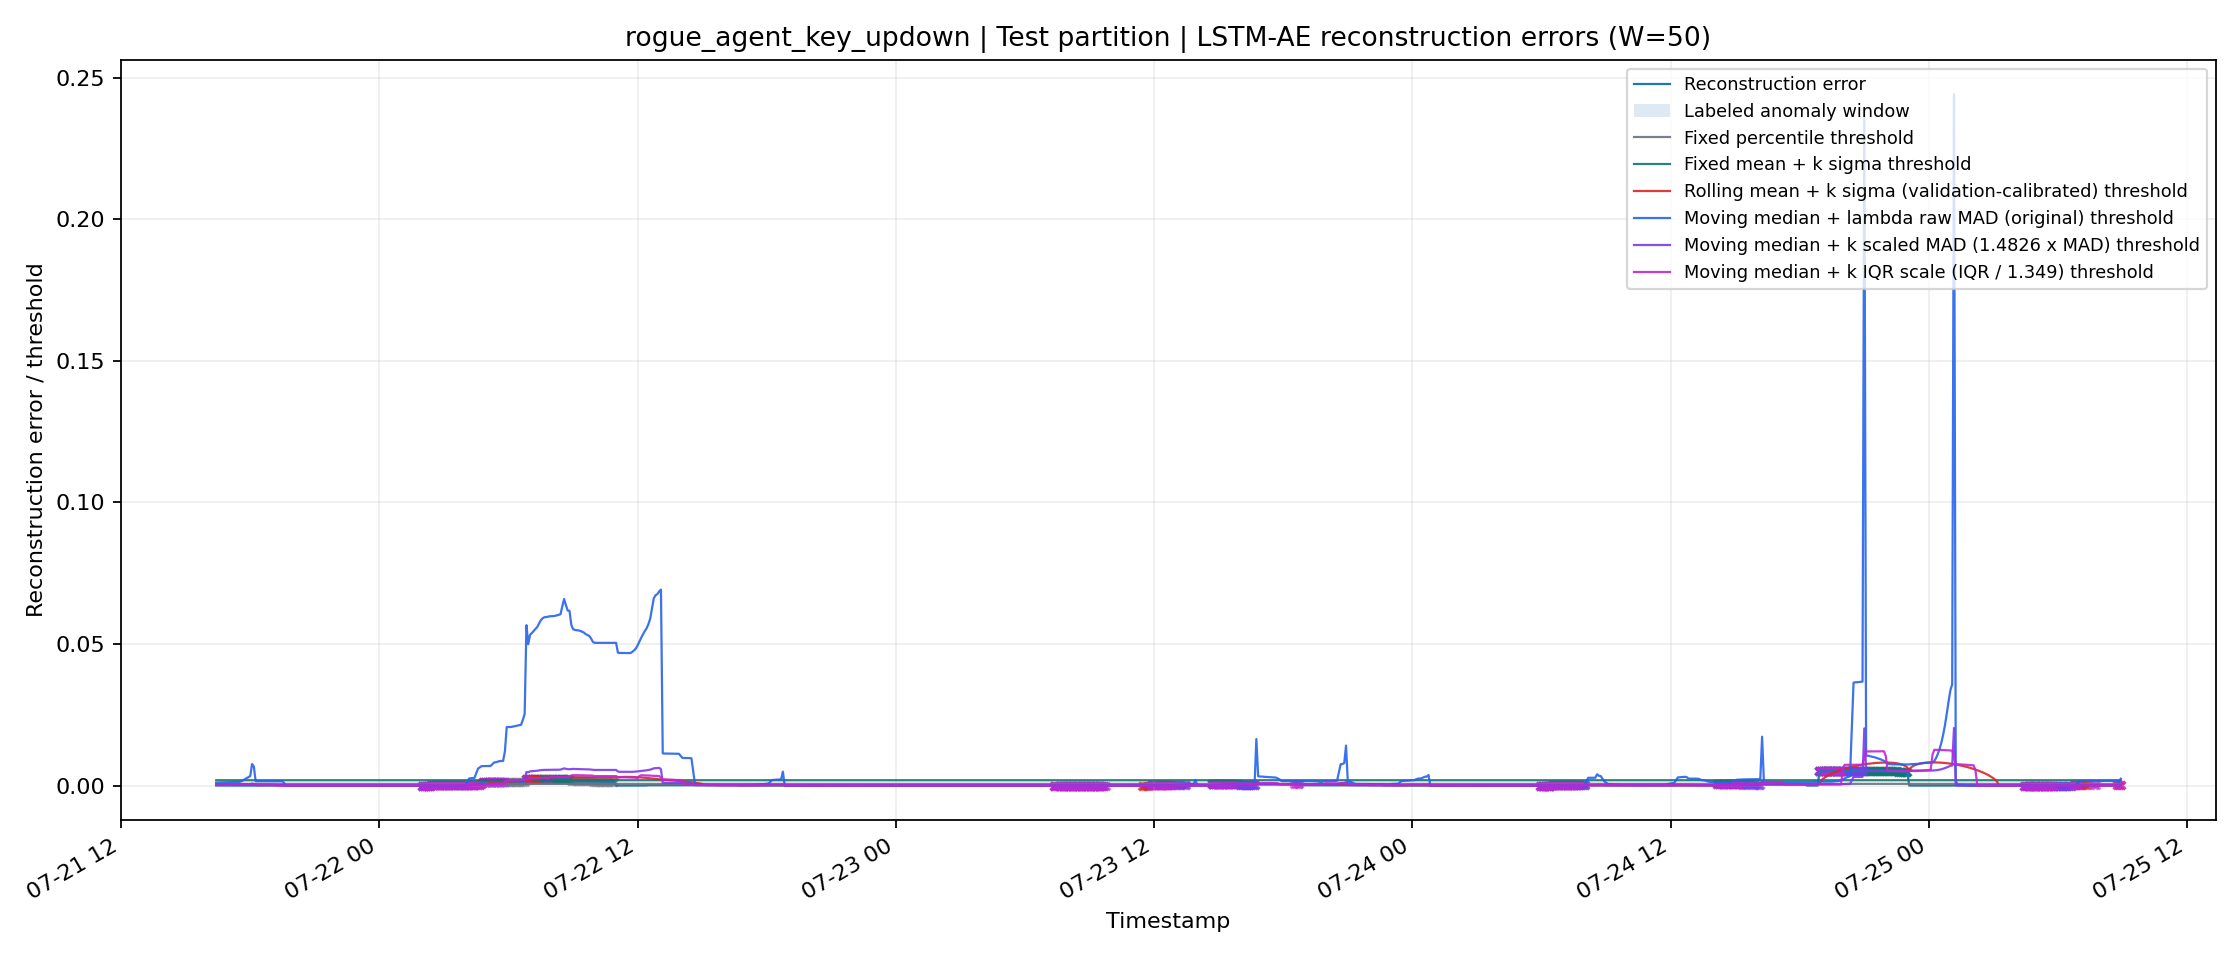 rogue_agent_key_updown | Test partition | LSTM-AE reconstruction errors (W=50)
Reconstruction error
Labeled anomaly window
Fixed percentile threshold
Fixed mean + k sigma threshold
Rolling mean + k sigma (validation-calibrated) threshold
Moving median + lambda raw MAD (original) threshold
Moving median + k scaled MAD (1.4826 x MAD) threshold
Moving median + k IQR scale (IQR / 1.349) threshold
Reconstruction error / threshold
0.25
0.20
0.15
0.10
0.05
0.00
07-21 12
07-22 00
07-22 12
07-23 00
07-23 12
07-24 00
07-24 12
07-25 00
07-25 12
Timestamp